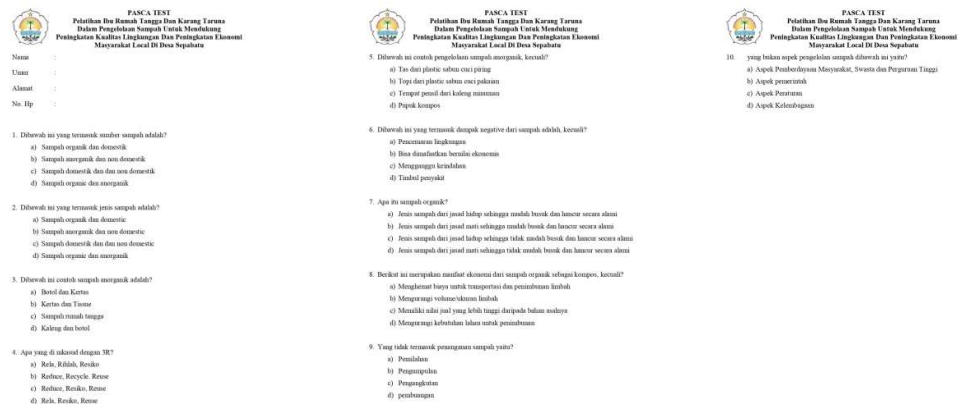 PASCA TEST
Pelatihan Ibu Rumah Tangga Dan Karang Taruna
Dalam Pengelolaan Sampah Untuk Mendukung
Peningkatan Kualitas Lingkungan Dan Peningkatan Ekonomi
Masyarakat Local Di Desa Sepabatu
Nama :
Umur :
Alamat :
No. Hp :
1. Dibawah ini yang termasuk sumber sampah adalah?
a) Sampah organik dan domestik
b) Sampah anorganik dan non domestik
c) Sampah domestik dan dan non domestik
d) Sampah organic dan anorganik
2. Dibawah ini yang termasuk jenis sampah adalah?
a) Sampah organik dan domestic
b) Sampah anorganik dan non domestic
c) Sampah domestik dan dan non domestic
d) Sampah organic dan anorganik
3. Dibawah ini contoh sampah anorganik adalah?
a) Botol dan Kertas
b) Kertas dan Tissue
c) Sampah rumah tangga
d) Kaleng dan botol
4. Apa yang di maksud dengan 3R?
a) Rela, Rihlah, Resiko
b) Reduce, Recycle. Reuse
c) Reduce, Resiko, Reuse
d) Rela, Resiko, Reuse
PASCA TEST
Pelatihan Ibu Rumah Tangga Dan Karang Taruna
Dalam Pengelolaan Sampah Untuk Mendukung
Peningkatan Kualitas Lingkungan Dan Peningkatan Ekonomi
Masyarakat Local Di Desa Sepabatu
5. Dibawah ini contoh pengelolaan sampah anorganik, kecuali?
a) Tas dari plastic sabun cuci piring
b) Topi dari plastic sabun cuci pakaian
c) Tempat pensil dari kaleng minuman
d) Pupuk kompos
6. Dibawah ini yang termasuk dampak negative dari sampah adalah, kecuali?
a) Pencemaran lingkungan
b) Bisa dimafaatkan bernilai ekonomis
c) Mengganggu keindahan
d) Timbul penyakit
7. Apa itu sampah organik?
a) Jenis sampah dari jasad hidup sehingga mudah busuk dan hancur secara alami
b) Jenis sampah dari jasad mati sehingga mudah busuk dan hancur secara alami
c) Jenis sampah dari jasad hidup sehingga tidak mudah busuk dan hancur secara alami
d) Jenis sampah dari jasad mati sehingga tidak mudah busuk dan hancur secara alami
8. Berikut ini merupakan manfaat ekonomi dari sampah organik sebagai kompos, kecuali?
a) Menghemat biaya untuk transportasi dan penimbunan limbah
b) Mengurangi volume/ukuran limbah
c) Memiliki nilai jual yang lebih tinggi daripada bahan asalnya
d) Mengurangi kebutuhan lahan untuk penimbunan
9. Yang tidak termasuk penanganan sampah yaitu?
a) Pemilahan
b) Pengumpulan
c) Pengangkutan
d) pembuangan
PASCA TEST
Pelatihan Ibu Rumah Tangga Dan Karang Taruna
Dalam Pengelolaan Sampah Untuk Mendukung
Peningkatan Kualitas Lingkungan Dan Peningkatan Ekonomi
Masyarakat Local Di Desa Sepabatu
10. yang bukan aspek pengelolan sampah dibawah ini yaitu?
a) Aspek Pemberdayaan Masyarakat, Swasta dan Perguruan Tinggi
b) Aspek pemerintah
c) Aspek Peraturan
d) Aspek Kelembagaan